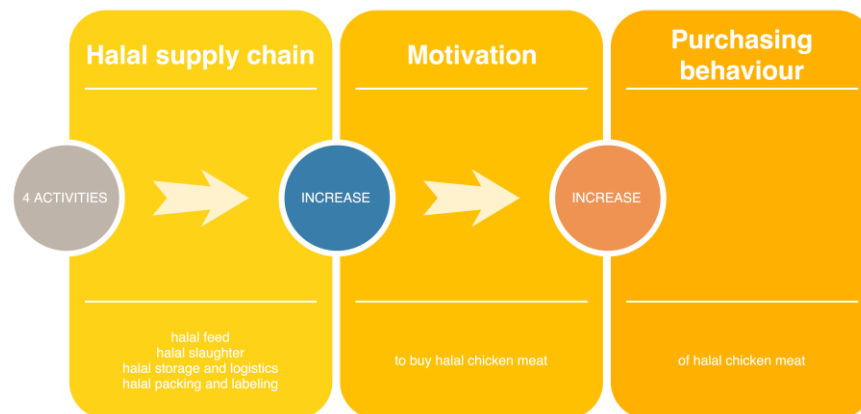 Halal supply chain
Motivation
Purchasing
behaviour
4 ACTIVITIES
INCREASE
INCREASE
halal feed
halal slaughter
halal storage and logistics
halal packing and labeling
to buy halal chicken meat
of halal chicken meat